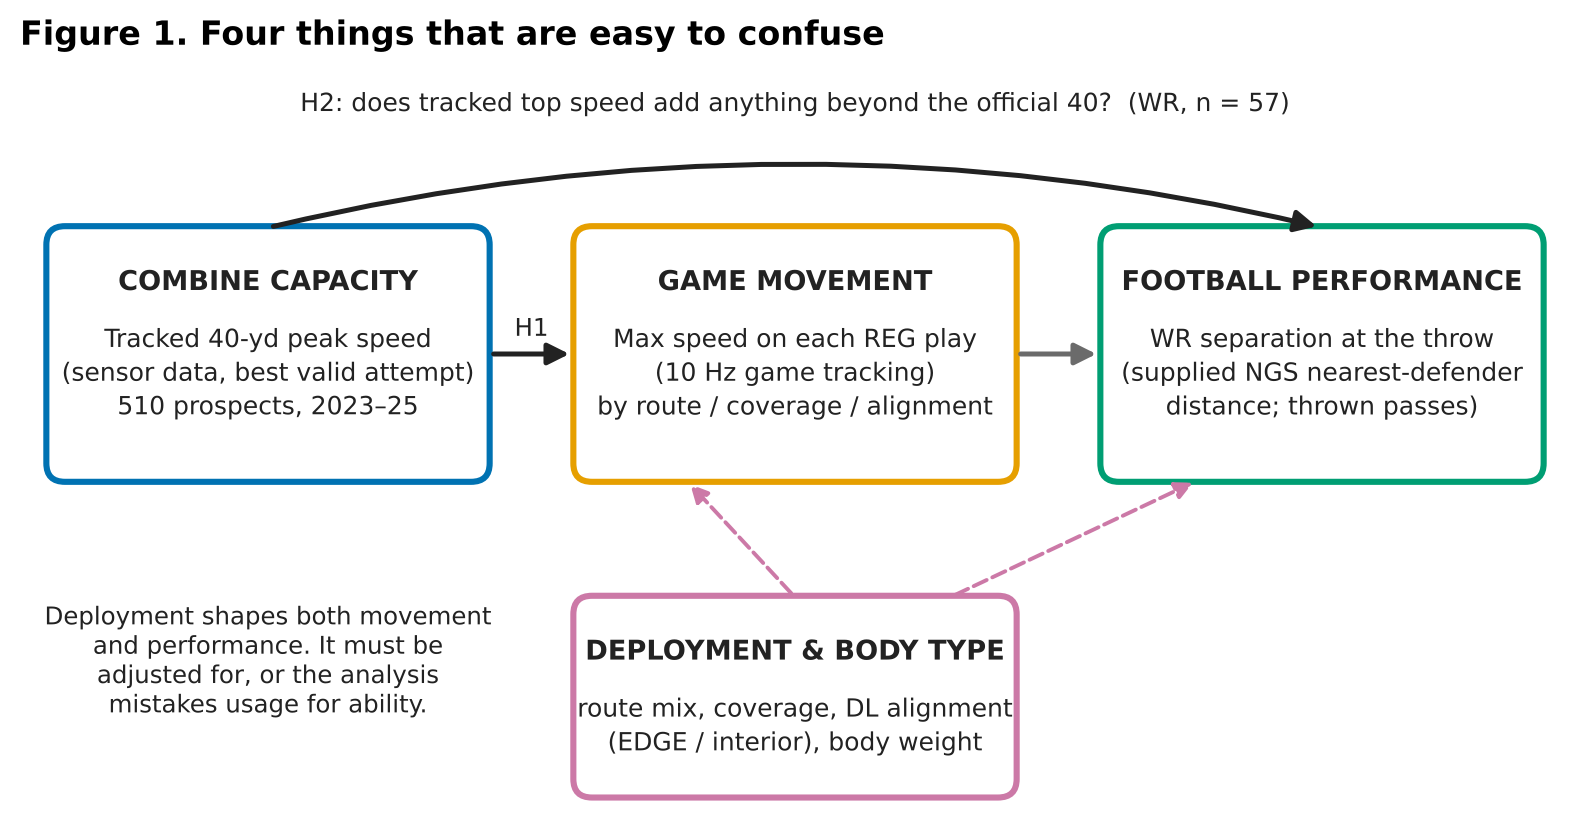 Figure 1. Four things that are easy to confuse
H2: does tracked top speed add anything beyond the official 40?  (WR, n = 57)
COMBINE CAPACITY
Tracked 40-yd peak speed
(sensor data, best valid attempt)
510 prospects, 2023–25
H1
GAME MOVEMENT
Max speed on each REG play
(10 Hz game tracking)
by route / coverage / alignment
FOOTBALL PERFORMANCE
WR separation at the throw
(supplied NGS nearest-defender
distance; thrown passes)
Deployment shapes both movement
and performance. It must be
adjusted for, or the analysis
mistakes usage for ability.
DEPLOYMENT & BODY TYPE
route mix, coverage, DL alignment
(EDGE / interior), body weight